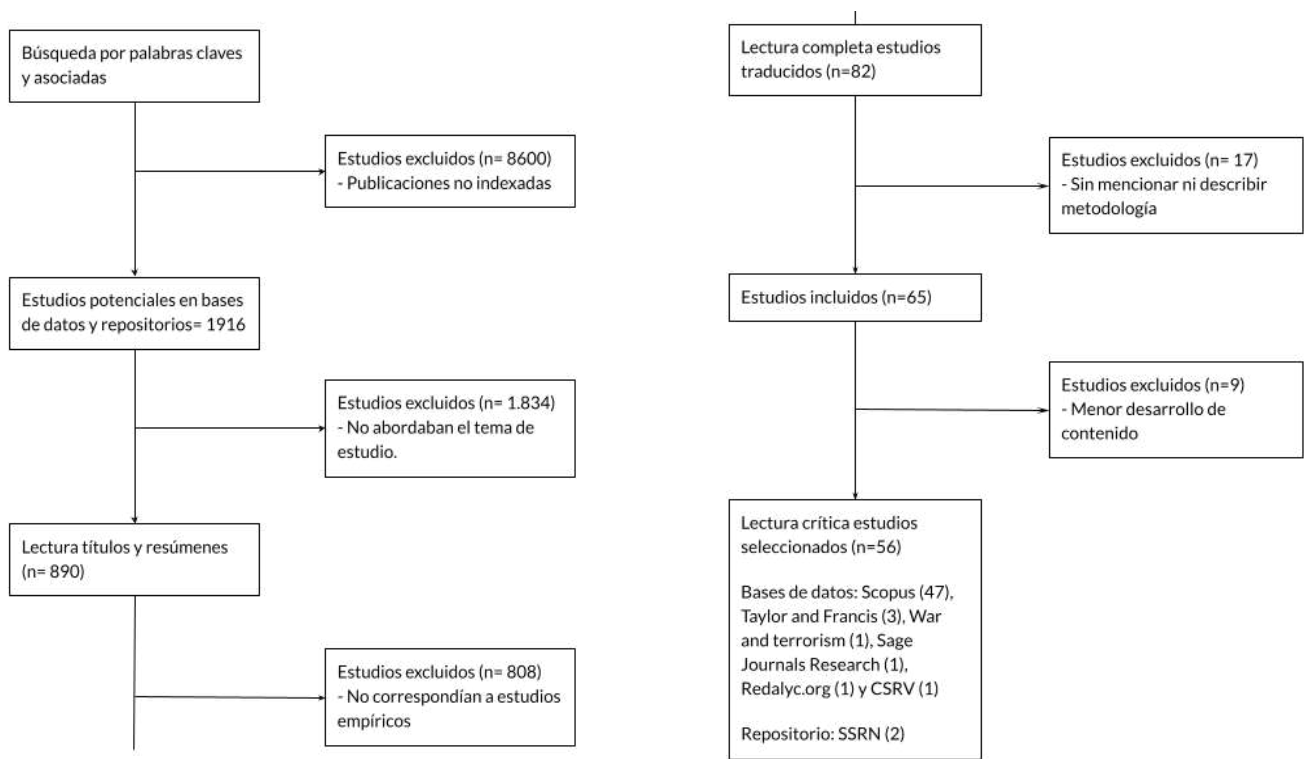 Búsqueda por palabras claves
y asociadas
Estudios excluidos (n= 8600)
- Publicaciones no indexadas
Estudios potenciales en bases
de datos y repositorios= 1916
Estudios excluidos (n= 1.834)
- No abordaban el tema de
estudio.
Lectura títulos y resúmenes
(n= 890)
Estudios excluidos (n= 808)
- No correspondían a estudios
empíricos
Lectura completa estudios
traducidos (n=82)
Estudios excluidos (n= 17)
- Sin mencionar ni describir
metodología
Estudios incluidos (n=65)
Estudios excluidos (n=9)
- Menor desarrollo de
contenido
Lectura crítica estudios
seleccionados (n=56)
Bases de datos: Scopus (47),
Taylor and Francis (3), War
and terrorism (1), Sage
Journals Research (1),
Redalyc.org (1) y CSRV (1)
Repositorio: SSRN (2)